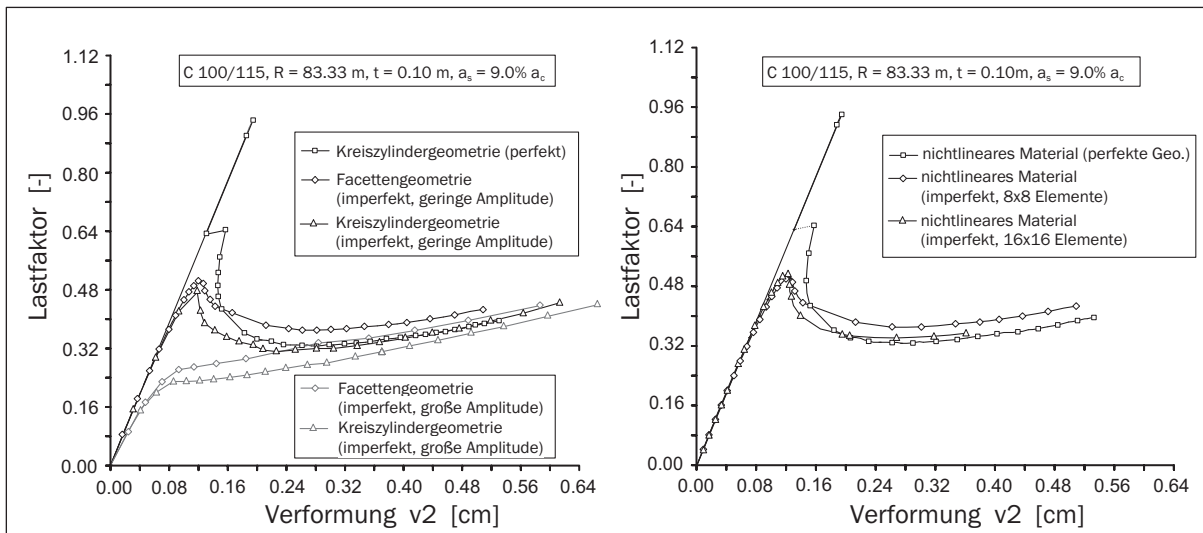 C 100/115, R = 83.33 m, t = 0.10 m, aₛ = 9.0% a꜀
Kreiszylindergeometrie (perfekt)
Facettengeometrie
(imperfekt, geringe Amplitude)
Kreiszylindergeometrie
(imperfekt, geringe Amplitude)
Facettengeometrie
(imperfekt, große Amplitude)
Kreiszylindergeometrie
(imperfekt, große Amplitude)
Lastfaktor [-]
1.12
0.96
0.80
0.64
0.48
0.32
0.16
0.00
0.00 0.08 0.16 0.24 0.32 0.40 0.48 0.56 0.64
Verformung v2 [cm]
C 100/115, R = 83.33 m, t = 0.10m, aₛ = 9.0% a꜀
nichtlineares Material (perfekte Geo.)
nichtlineares Material
(imperfekt, 8x8 Elemente)
nichtlineares Material
(imperfekt, 16x16 Elemente)
Lastfaktor [-]
1.12
0.96
0.80
0.64
0.48
0.32
0.16
0.00
0.00 0.08 0.16 0.24 0.32 0.40 0.48 0.56 0.64
Verformung v2 [cm]